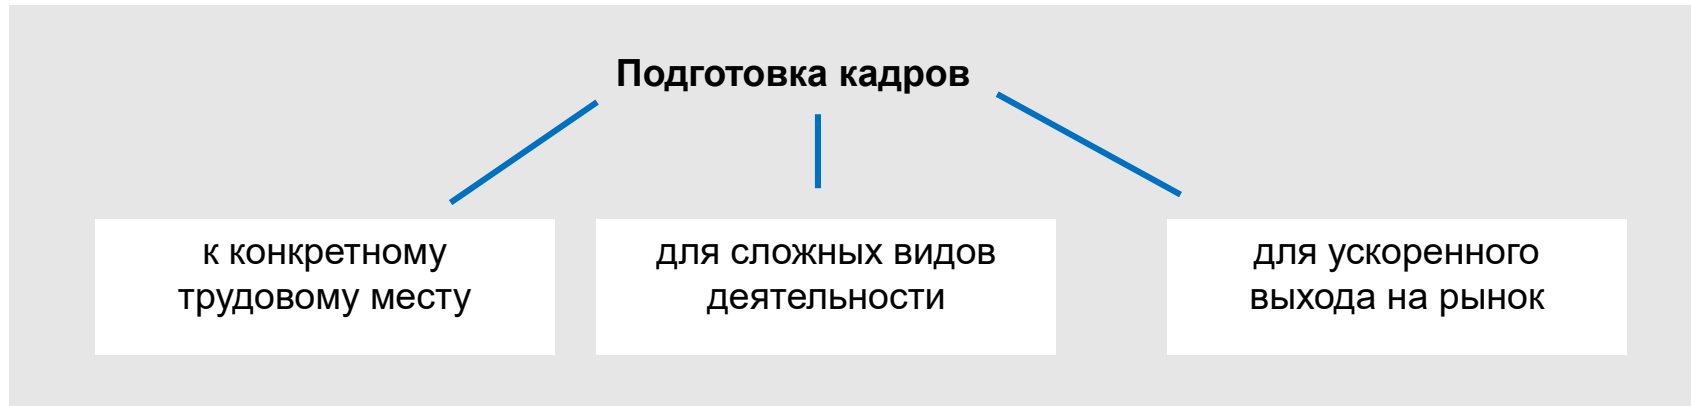 Подготовка кадров
к конкретному
трудовому месту
для сложных видов
деятельности
для ускоренного
выхода на рынок